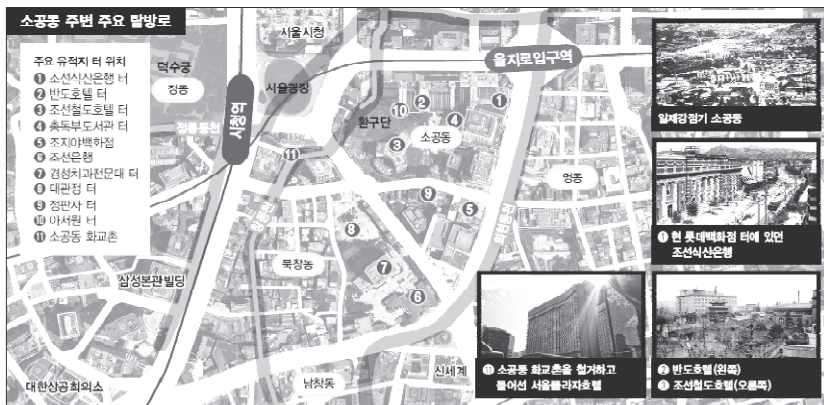 소공동 주변 주요 탐방로
주요 유적지 터 위치
❶ 조선식산은행 터
❷ 반도호텔 터
❸ 조선철도호텔 터
❹ 총독부도서관 터
❺ 조지야백화점
❻ 조선은행
❼ 경성치과전문대 터
❽ 대관정 터
❾ 정판사 터
❿ 아서원 터
⓫ 소공동 화교촌
서울시청
덕수궁
정동
시청역
서울광장
을지로입구역
환구단
소공동
정릉동천
명동
북창동
삼성본관빌딩
대한상공회의소
남창동
신세계
일제강점기 소공동
❶ 현 롯데백화점 터에 있던
조선식산은행
⓫ 소공동 화교촌을 철거하고
들어선 서울플라자호텔
❷ 반도호텔(왼쪽)
❸ 조선철도호텔(오른쪽)